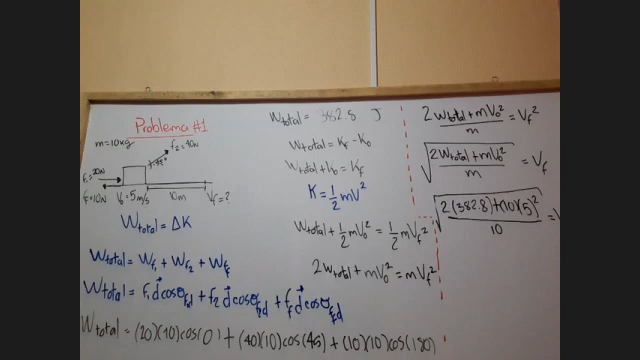 Problema #1
m=10kg
f₂=40N
45°
f₁=20N
f=10N V₀=5m/s 10m Vf=?
Wtotal = ΔK
Wtotal = Wf₁ + Wf₂ + Wff
Wtotal = f₁ d cosθf₁d + f₂ d cosθf₂d + ff d cosθffd
Wtotal = (20)(10)cos(0) + (40)(10)cos(45) + (10)(10)cos(180)
Wtotal = 382.8 J
Wtotal = Kf - K₀
Wtotal + K₀ = Kf
K = 1/2 mV²
Wtotal + 1/2 mV₀² = 1/2 mVf²
2Wtotal + mV₀² = mVf²
(2Wtotal + mV₀²)/m = Vf²
√((2Wtotal + mV₀²)/m) = Vf
√((2(382.8) + (10)(5)²)/10) = V